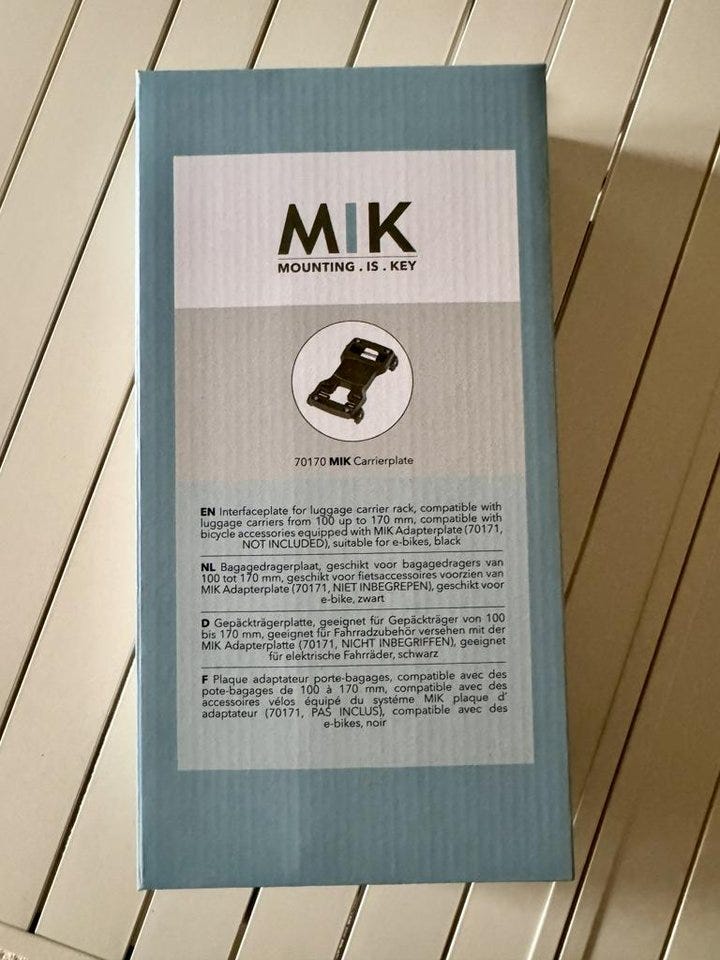 MIK
MOUNTING . IS . KEY
70170 MIK Carrierplate
EN Interfaceplate for luggage carrier rack, compatible with
luggage carriers from 100 up to 170 mm, compatible with
bicycle accessories equipped with MIK Adapterplate (70171,
NOT INCLUDED), suitable for e-bikes, black
NL Bagagedragerplaat, geschikt voor bagagedragers van
100 tot 170 mm, geschikt voor fietsaccessoires voorzien van
MIK Adapterplate (70171, NIET INBEGREPEN), geschikt voor
e-bike, zwart
D Gepäckträgerplatte, geeignet für Gepäckträger von 100
bis 170 mm, geeignet für Fahrradzubehör versehen mit der
MIK Adapterplatte (70171, NICHT INBEGRIFFEN), geeignet
für elektrische Fahrräder, schwarz
F Plaque adaptateur porte-bagages, compatible avec des
pote-bagages de 100 à 170 mm, compatible avec des
accessoires vélos équipé du systéme MIK plaque d'
adaptateur (70171, PAS INCLUS), compatible avec des
e-bikes, noir